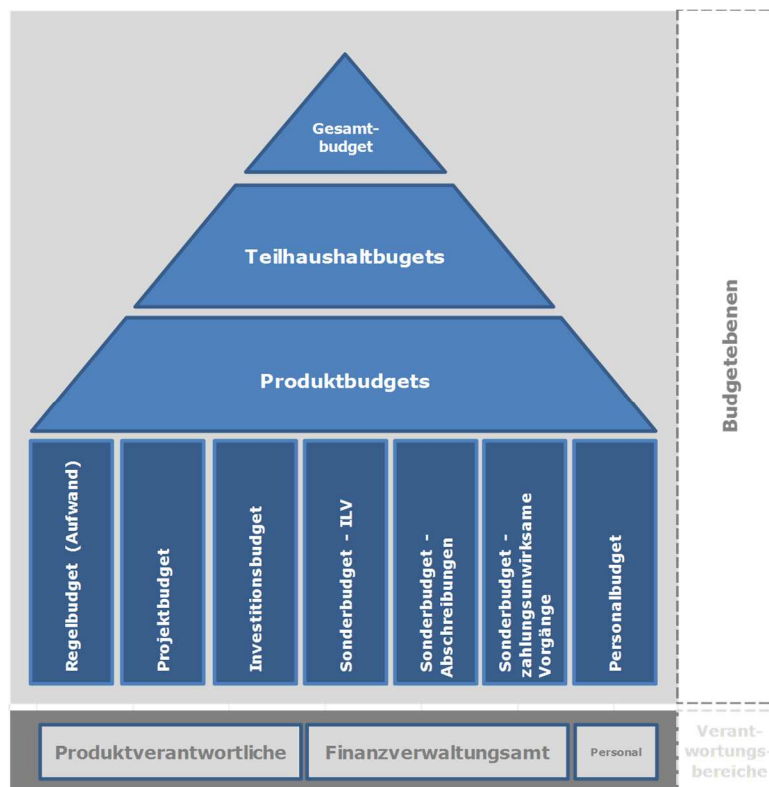 Gesamt-
budget
Teilhaushaltbugets
Produktbudgets
Regelbudget (Aufwand)
Projektbudget
Investitionsbudget
Sonderbudget - ILV
Sonderbudget -
Abschreibungen
Sonderbudget -
zahlungsunwirksame
Vorgänge
Personalbudget
Budgetebenen
Produktverantwortliche
Finanzverwaltungsamt
Personal
Verant-
wortungs-
bereiche